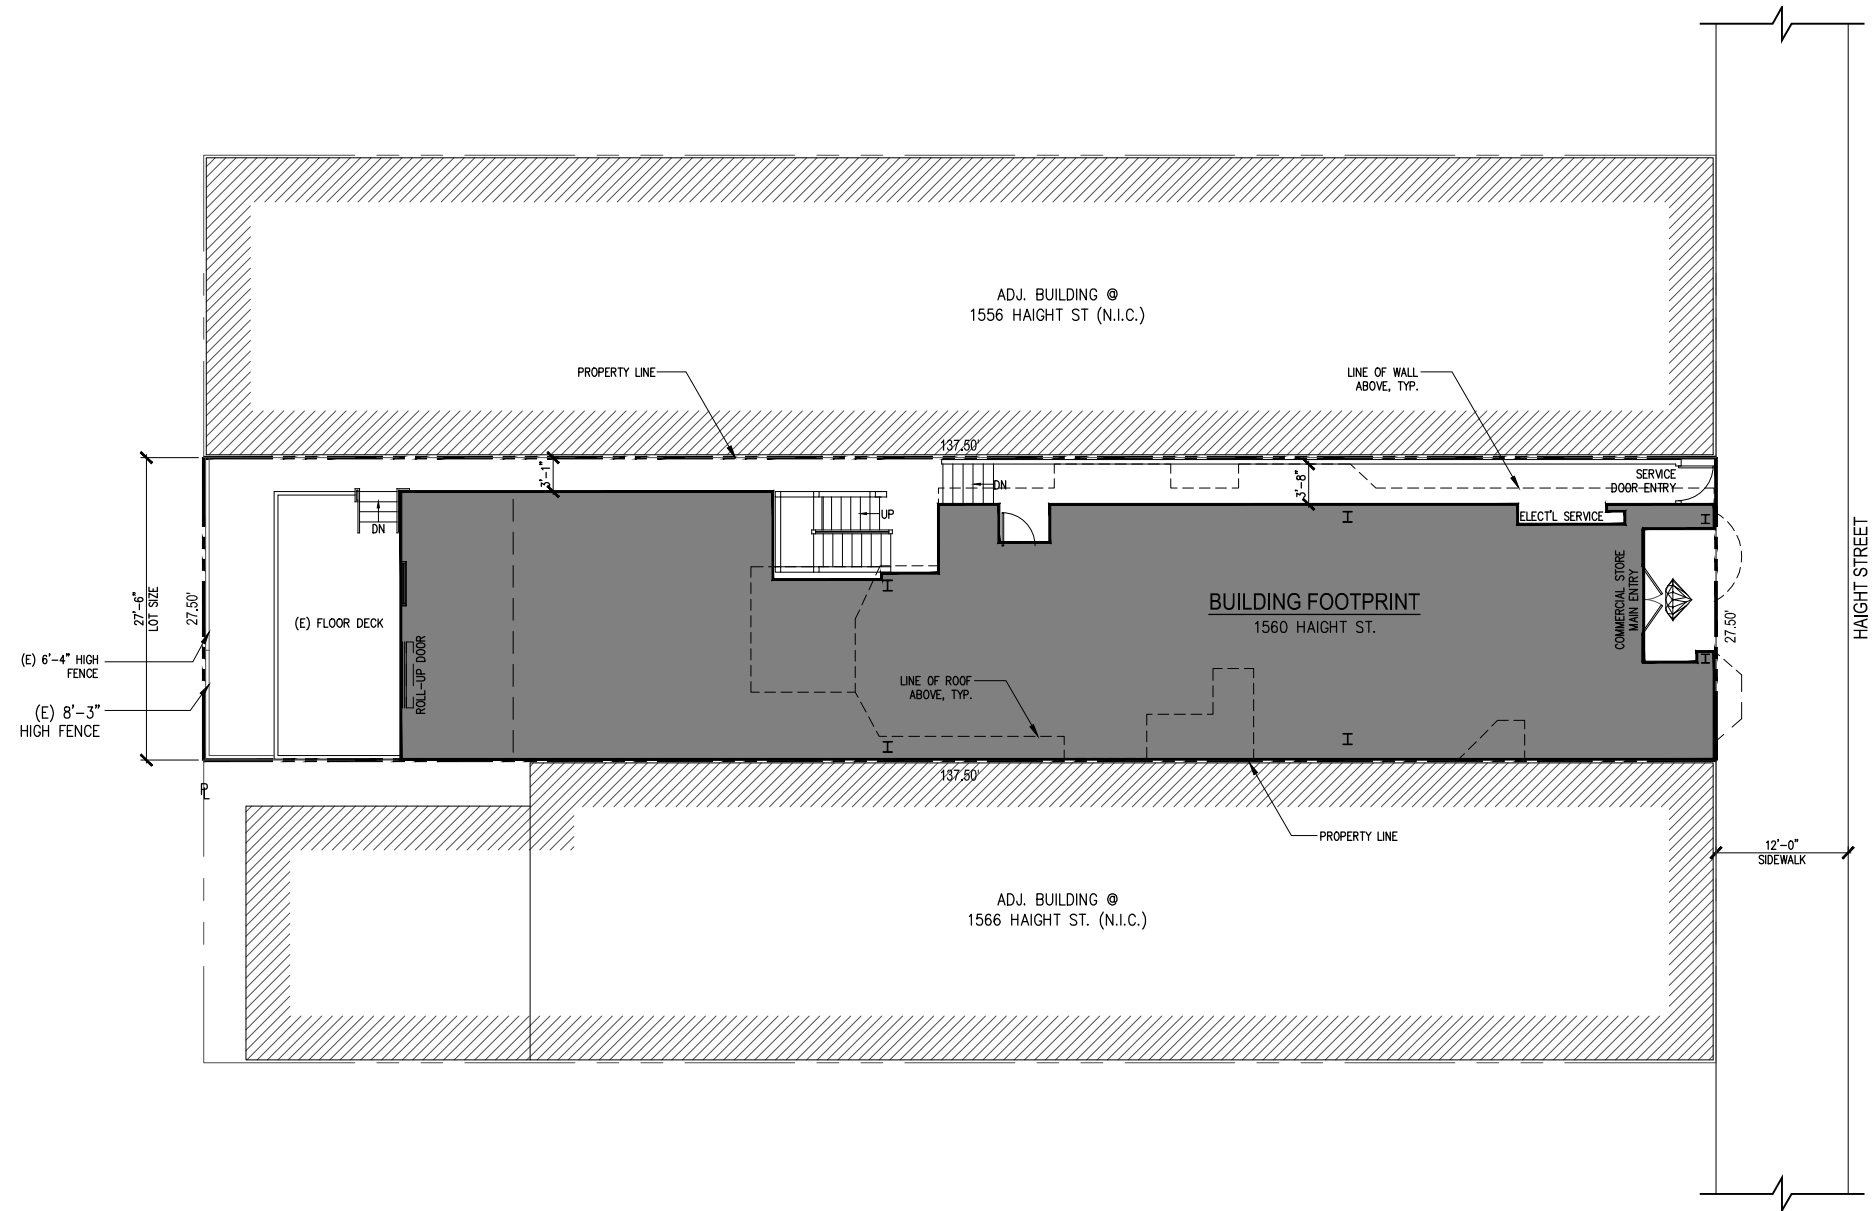 ADJ. BUILDING @
1556 HAIGHT ST (N.I.C.)
PROPERTY LINE
LINE OF WALL
ABOVE, TYP.
137.50'
3'-1"
3'-8"
SERVICE
DOOR ENTRY
DN
UP
ELECT'L SERVICE
DN
27'-6"
LOT SIZE
27.50'
(E) FLOOR DECK
ROLL-UP DOOR
BUILDING FOOTPRINT
1560 HAIGHT ST.
COMMERCIAL STORE
MAIN ENTRY
27.50'
HAIGHT STREET
(E) 6'-4" HIGH
FENCE
(E) 8'-3"
HIGH FENCE
LINE OF ROOF
ABOVE, TYP.
137.50'
PL
PROPERTY LINE
12'-0"
SIDEWALK
ADJ. BUILDING @
1566 HAIGHT ST. (N.I.C.)